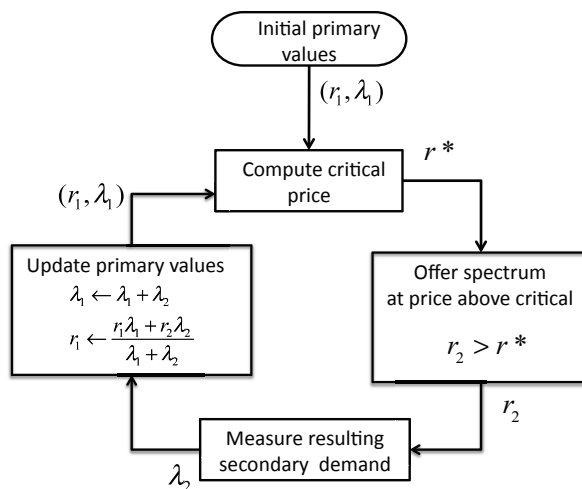 Initial primary
values
(r₁, λ₁)
Compute critical
price
r *
(r₁, λ₁)
Update primary values
λ₁ ← λ₁ + λ₂
r₁ ← (r₁λ₁ + r₂λ₂) / (λ₁ + λ₂)
Offer spectrum
at price above critical
r₂ > r *
r₂
Measure resulting
secondary demand
λ₂